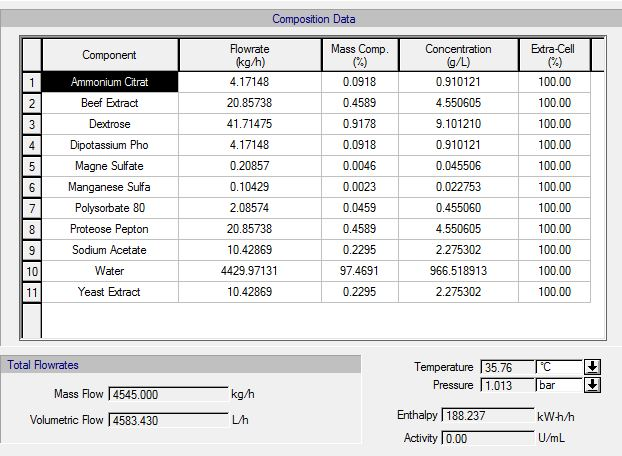 Composition Data
Component Flowrate (kg/h) Mass Comp. (%) Concentration (g/L) Extra-Cell (%)
1 Ammonium Citrat 4.17148 0.0918 0.910121 100.00
2 Beef Extract 20.85738 0.4589 4.550605 100.00
3 Dextrose 41.71475 0.9178 9.101210 100.00
4 Dipotassium Pho 4.17148 0.0918 0.910121 100.00
5 Magne Sulfate 0.20857 0.0046 0.045506 100.00
6 Manganese Sulfa 0.10429 0.0023 0.022753 100.00
7 Polysorbate 80 2.08574 0.0459 0.455060 100.00
8 Proteose Pepton 20.85738 0.4589 4.550605 100.00
9 Sodium Acetate 10.42869 0.2295 2.275302 100.00
10 Water 4429.97131 97.4691 966.518913 100.00
11 Yeast Extract 10.42869 0.2295 2.275302 100.00
Total Flowrates
Mass Flow 4545.000 kg/h
Volumetric Flow 4583.430 L/h
Temperature 35.76 °C
Pressure 1.013 bar
Enthalpy 188.237 kW-h/h
Activity 0.00 U/mL